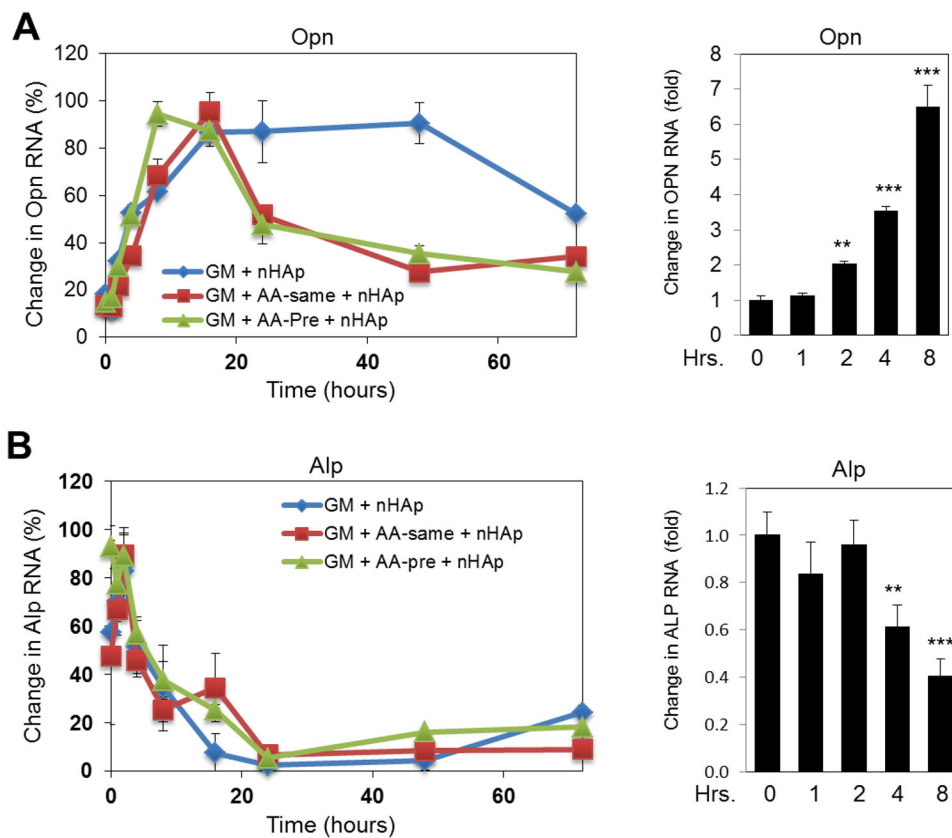 A
Opn
Change in Opn RNA (%)
120
100
80
60
40
20
0
GM + nHAp
GM + AA-same + nHAp
GM + AA-Pre + nHAp
0 20 40 60
Time (hours)
Opn
Change in OPN RNA (fold)
8
7
6
5
4
3
2
1
0
**
***
***
Hrs. 0 1 2 4 8
B
Alp
Change in Alp RNA (%)
120
100
80
60
40
20
0
GM + nHAp
GM + AA-same + nHAp
GM + AA-pre + nHAp
0 20 40 60
Time (hours)
Alp
Change in ALP RNA (fold)
1.2
1.0
0.8
0.6
0.4
0.2
0.0
**
***
Hrs. 0 1 2 4 8